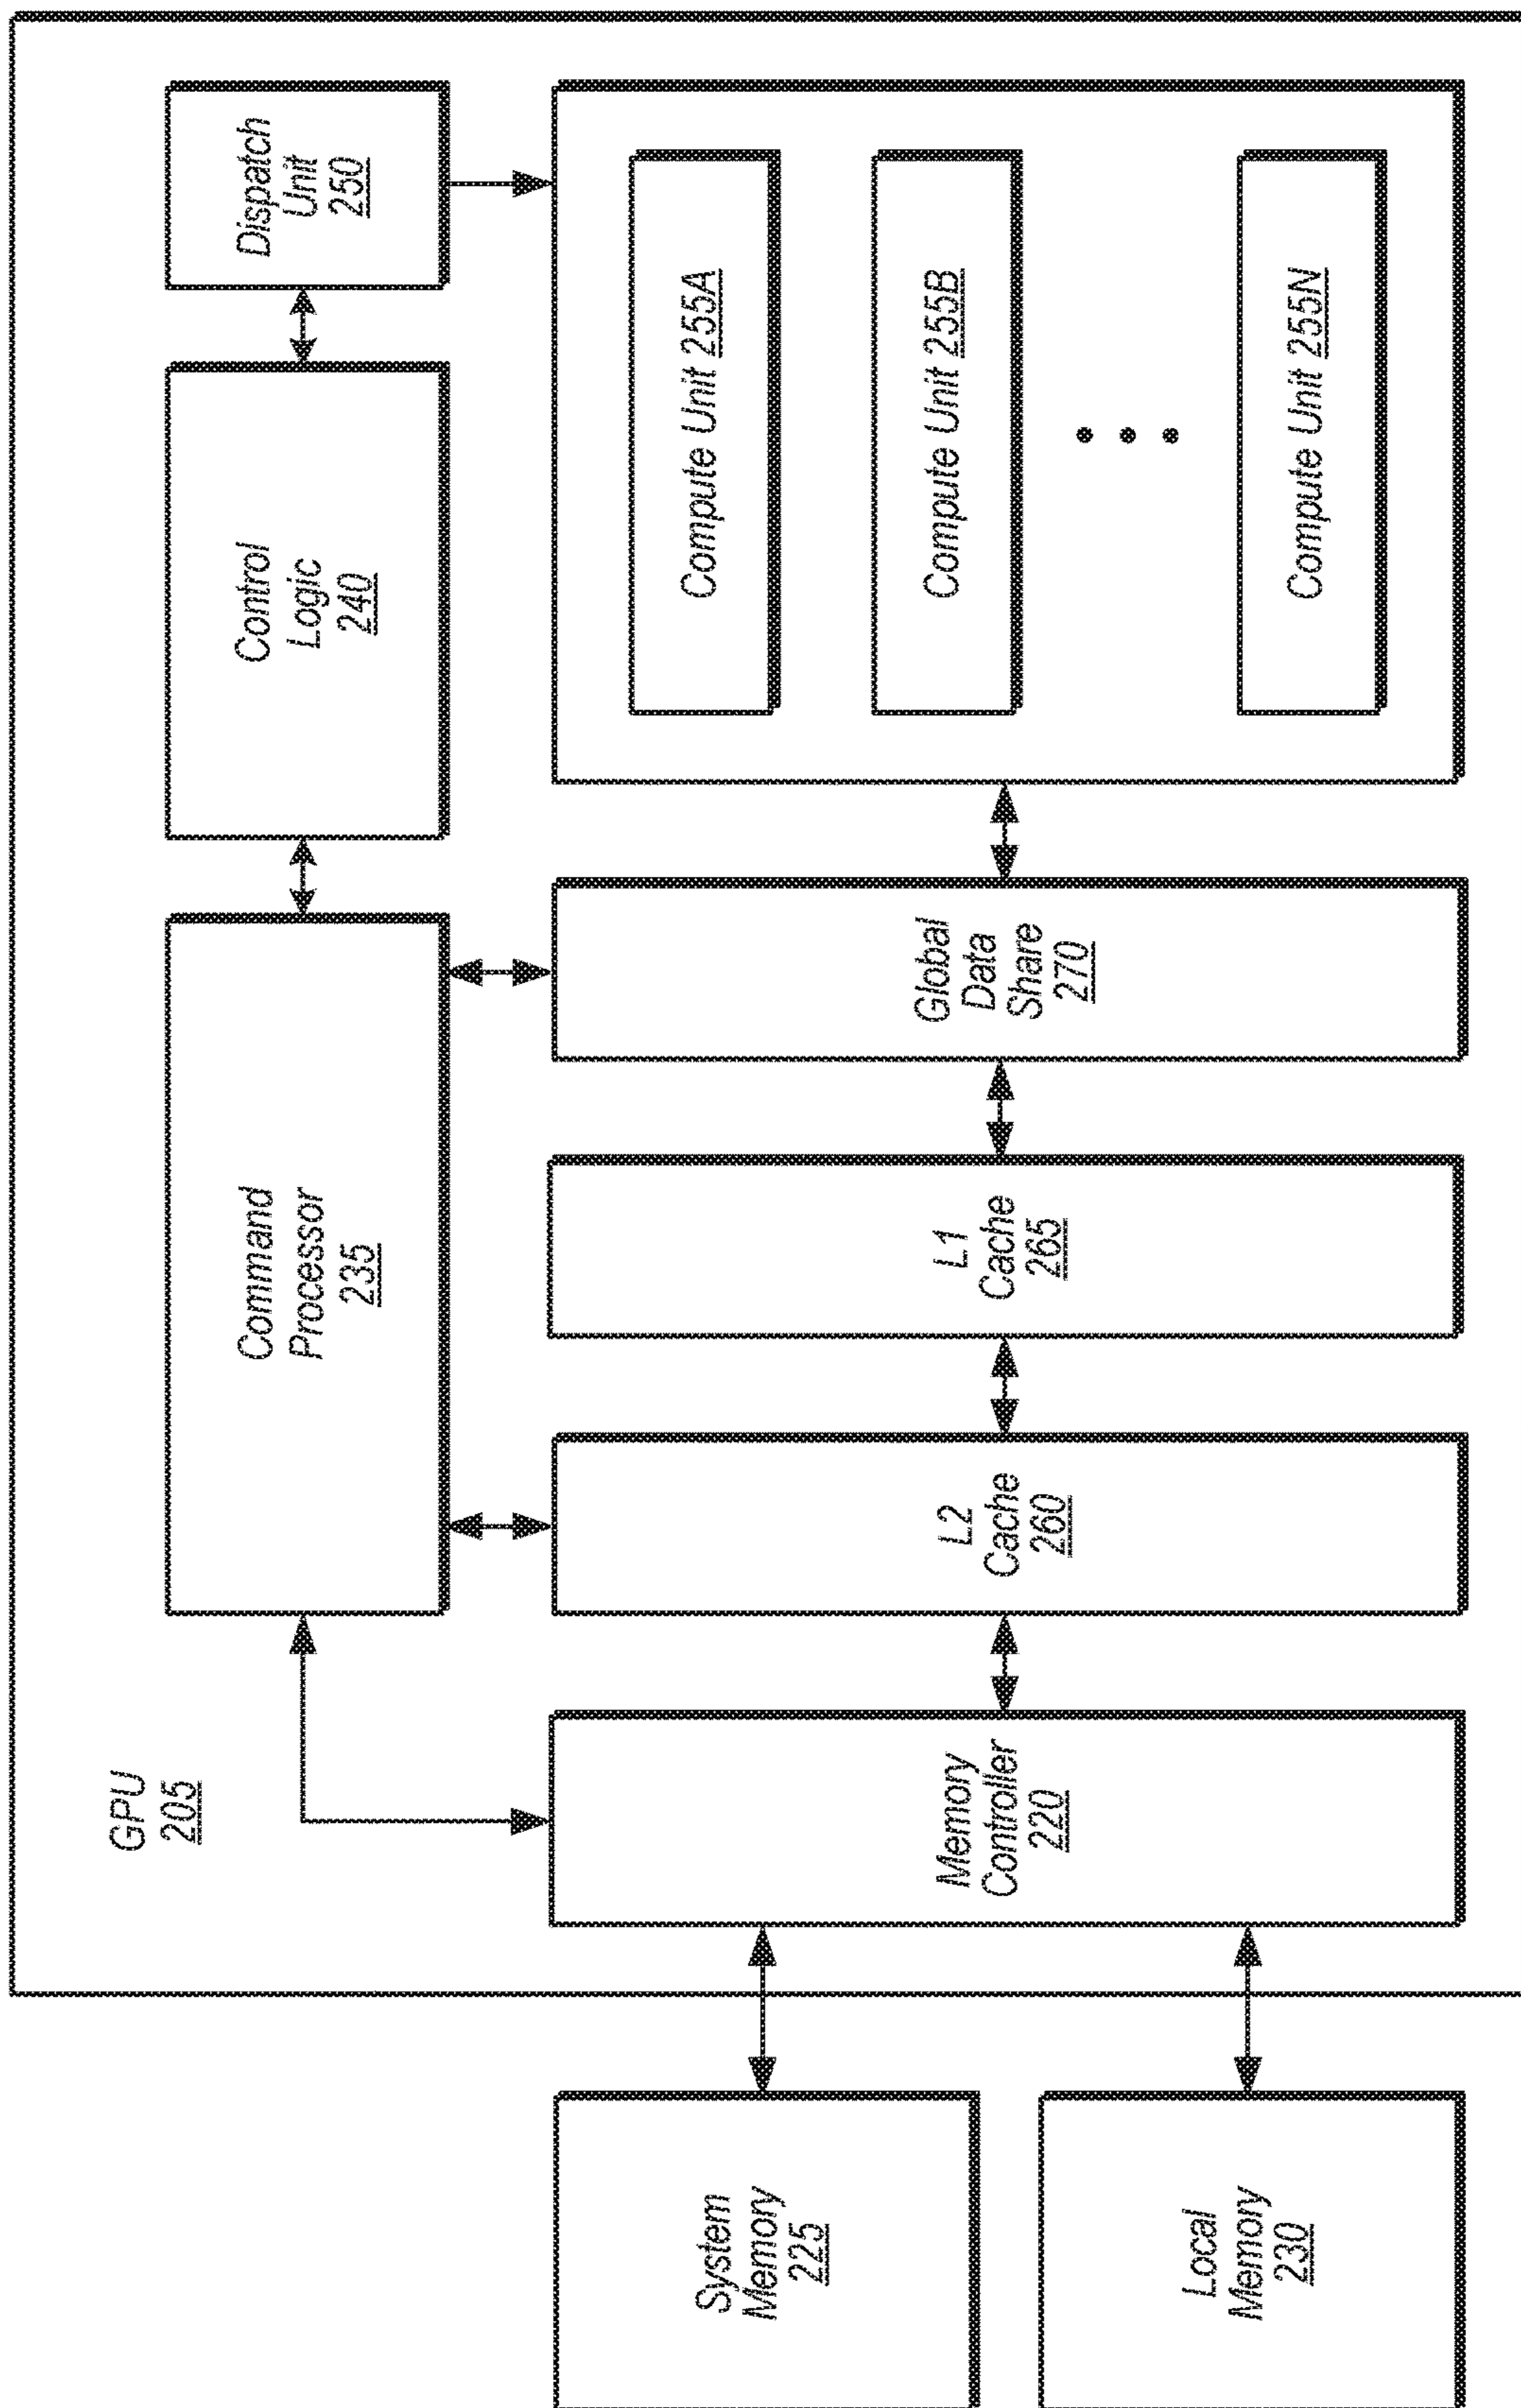 GPU
205
Command
Processor
235
Control
Logic
240
Dispatch
Unit
250
System
Memory
225
Local
Memory
230
Memory
Controller
220
L2
Cache
260
L1
Cache
265
Global
Data
Share
270
Compute Unit 255A
Compute Unit 255B
Compute Unit 255N